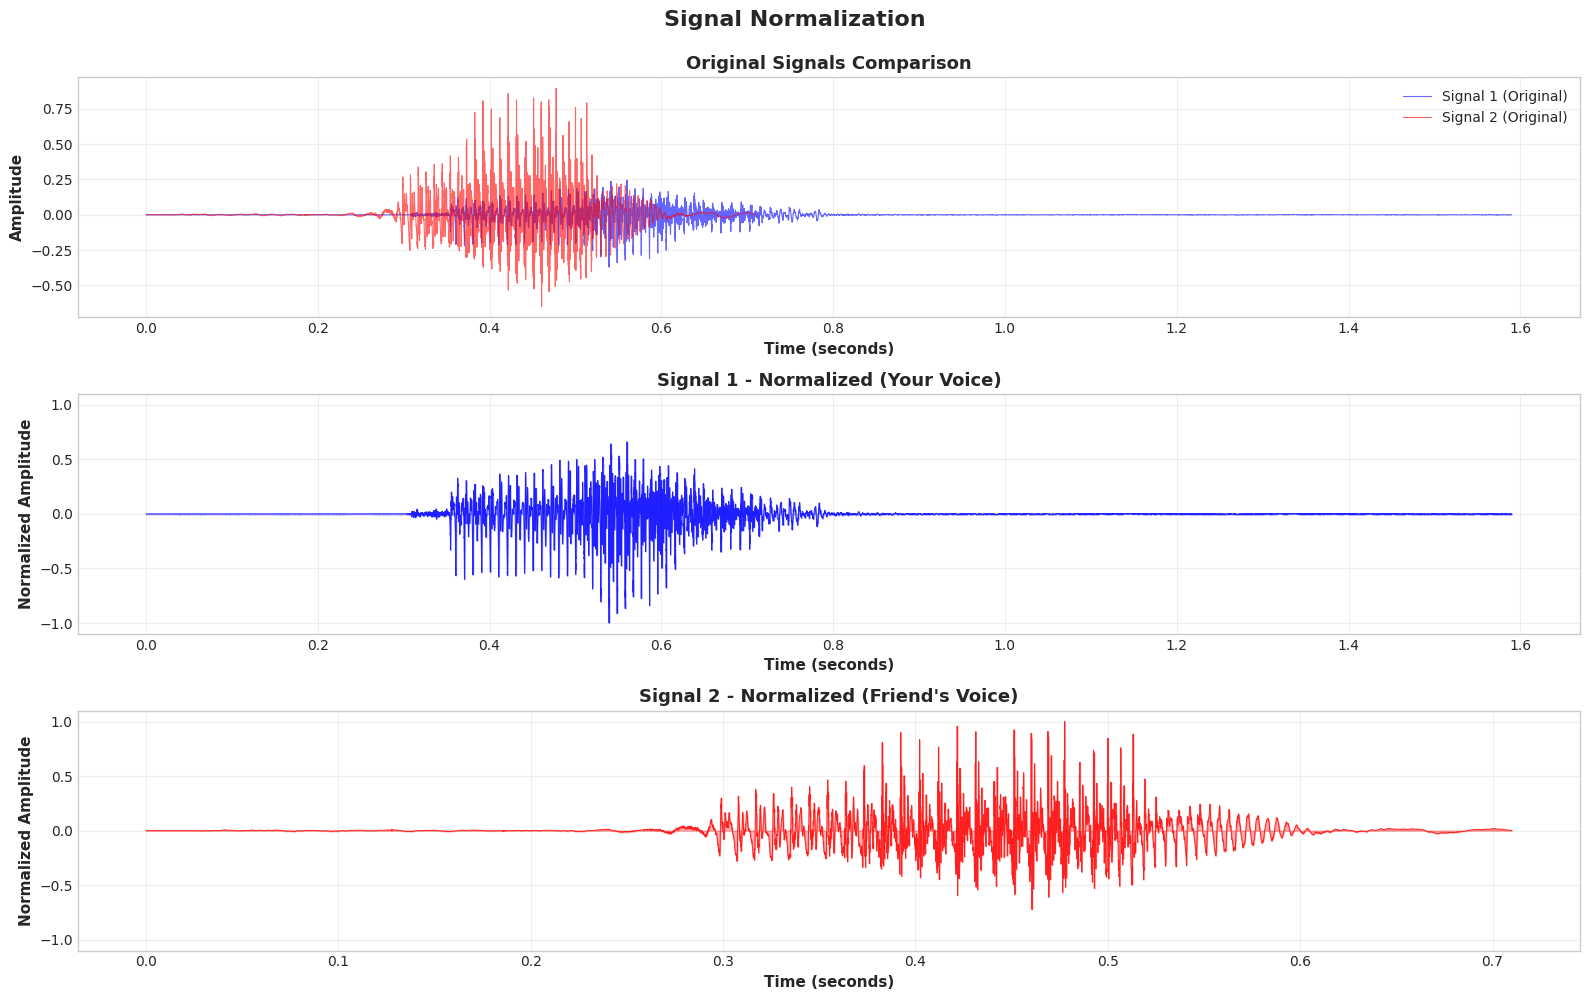 Signal Normalization
Original Signals Comparison
Signal 1 (Original)
Signal 2 (Original)
Amplitude
0.75
0.50
0.25
0.00
−0.25
−0.50
0.0 0.2 0.4 0.6 0.8 1.0 1.2 1.4 1.6
Time (seconds)
Signal 1 - Normalized (Your Voice)
Normalized Amplitude
1.0
0.5
0.0
−0.5
−1.0
0.0 0.2 0.4 0.6 0.8 1.0 1.2 1.4 1.6
Time (seconds)
Signal 2 - Normalized (Friend's Voice)
Normalized Amplitude
1.0
0.5
0.0
−0.5
−1.0
0.0 0.1 0.2 0.3 0.4 0.5 0.6 0.7
Time (seconds)